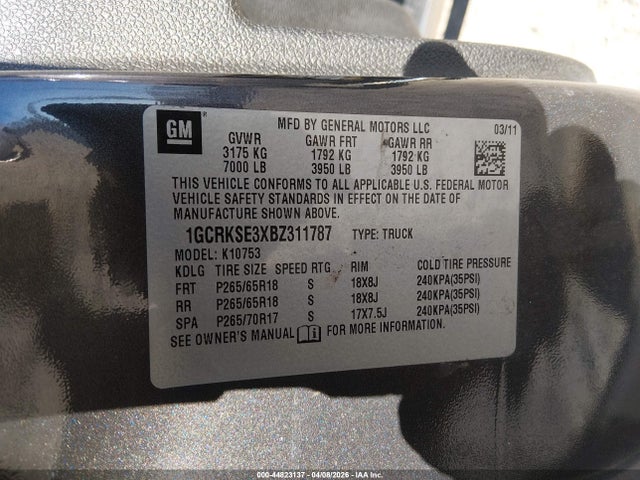 GM
MFD BY GENERAL MOTORS LLC 03/11
GVWR GAWR FRT GAWR RR
3175 KG 1792 KG 1792 KG
7000 LB 3950 LB 3950 LB
THIS VEHICLE CONFORMS TO ALL APPLICABLE U.S. FEDERAL MOTOR
VEHICLE SAFETY STANDARDS IN EFFECT ON THE DATE OF
MANUFACTURE SHOWN ABOVE.
1GCRKSE3XBZ311787 TYPE: TRUCK
MODEL: K10753
KDLG TIRE SIZE SPEED RTG RIM COLD TIRE PRESSURE
FRT P265/65R18 S 18X8J 240KPA(35PSI)
RR P265/65R18 S 18X8J 240KPA(35PSI)
SPA P265/70R17 S 17X7.5J 240KPA(35PSI)
SEE OWNER'S MANUAL FOR MORE INFORMATION.
000-44823137 - 04/08/2026 - IAA Inc.